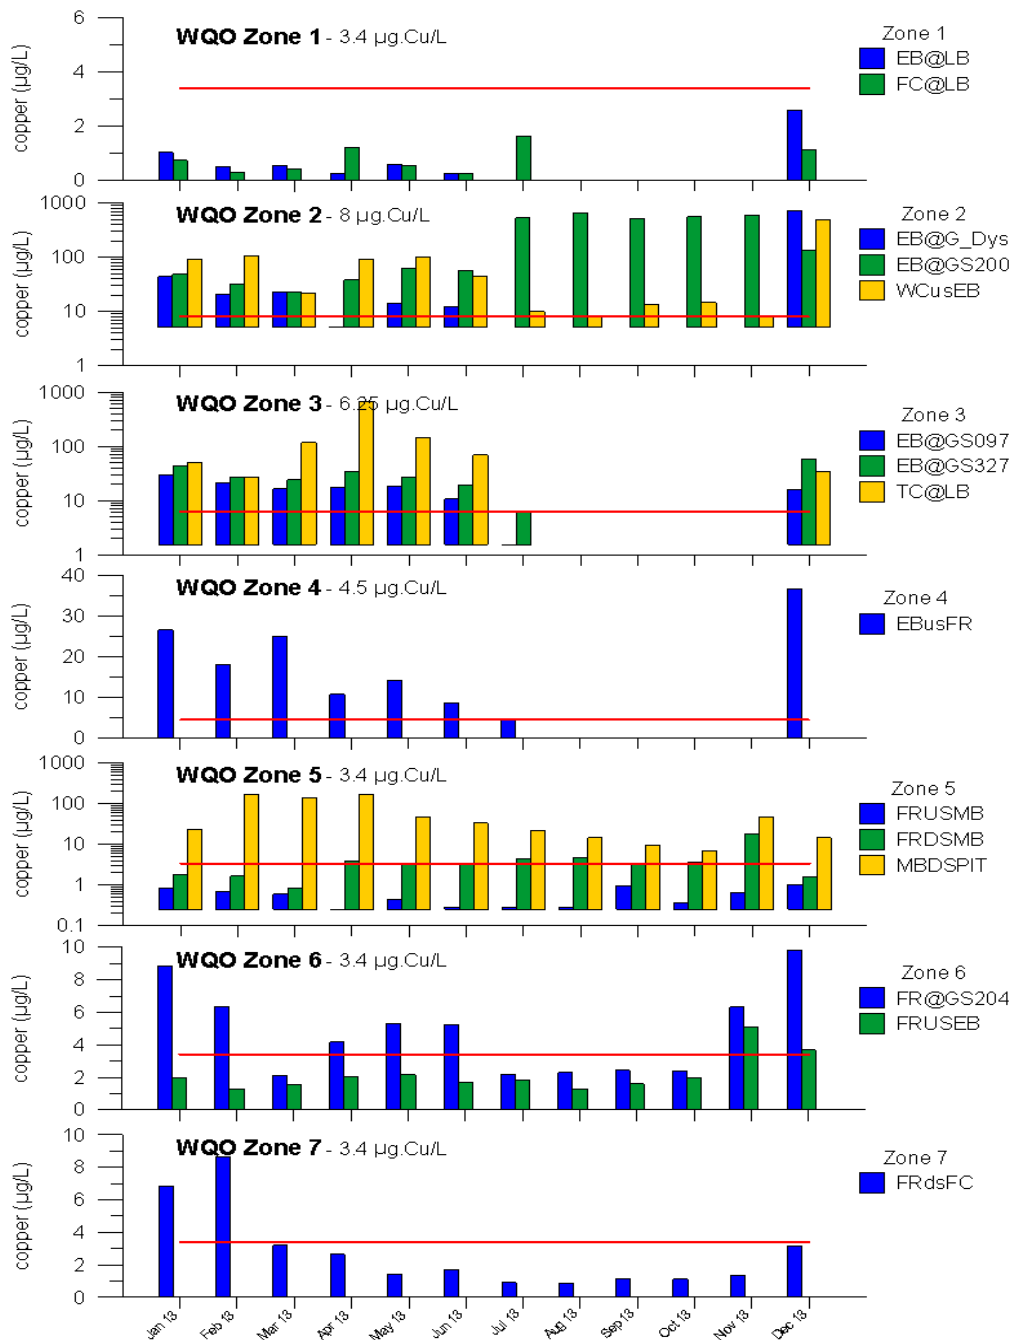 WQO Zone 1 - 3.4 µg.Cu/L
copper (µg/L)
6
4
2
0
Zone 1
EB@LB
FC@LB
WQO Zone 2 - 8 µg.Cu/L
copper (µg/L)
1000
100
10
1
Zone 2
EB@G_Dys
EB@GS200
WCusEB
WQO Zone 3 - 6.25 µg.Cu/L
copper (µg/L)
1000
100
10
1
Zone 3
EB@GS097
EB@GS327
TC@LB
WQO Zone 4 - 4.5 µg.Cu/L
copper (µg/L)
40
30
20
10
0
Zone 4
EBusFR
WQO Zone 5 - 3.4 µg.Cu/L
copper (µg/L)
1000
100
10
1
0.1
Zone 5
FRUSMB
FRDSMB
MBDSPIT
WQO Zone 6 - 3.4 µg.Cu/L
copper (µg/L)
10
8
6
4
2
0
Zone 6
FR@GS204
FRUSEB
WQO Zone 7 - 3.4 µg.Cu/L
copper (µg/L)
10
8
6
4
2
0
Zone 7
FRdsFC
Jan 13
Feb 13
Mar 13
Apr 13
May 13
Jun 13
Jul 13
Aug 13
Sep 13
Oct 13
Nov 13
Dec 13